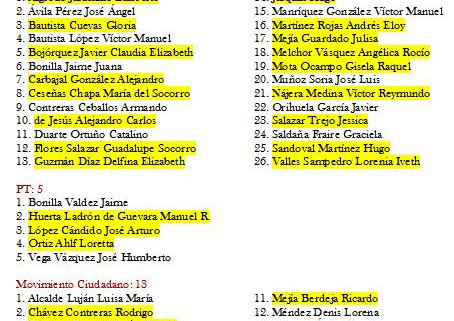 2. Ávila Pérez José Ángel
3. Bautista Cuevas Gloria
4. Bautista López Víctor Manuel
5. Bojórquez Javier Claudia Elizabeth
6. Bonilla Jaime Juana
7. Carbajal González Alejandro
8. Ceseñas Chapa María del Socorro
9. Contreras Ceballos Armando
10. de Jesús Alejandro Carlos
11. Duarte Ortuño Catalino
12. Flores Salazar Guadalupe Socorro
13. Guzmán Díaz Delfina Elizabeth
15. Manríquez González Víctor Manuel
16. Martínez Rojas Andrés Eloy
17. Mejía Guardado Julisa
18. Melchor Vásquez Angélica Rocío
19. Mota Ocampo Gisela Raquel
20. Muñoz Soria José Luis
21. Nájera Medina Víctor Reymundo
22. Orihuela García Javier
23. Salazar Trejo Jessica
24. Saldaña Fraire Graciela
25. Sandoval Martínez Hugo
26. Valles Sampedro Lorenia Iveth
PT: 5
1. Bonilla Valdez Jaime
2. Huerta Ladrón de Guevara Manuel R.
3. López Cándido José Arturo
4. Ortiz Ahlf Loretta
5. Vega Vázquez José Humberto
Movimiento Ciudadano: 13
1. Alcalde Luján Luisa María
2. Chávez Contreras Rodrigo
11. Mejía Berdeja Ricardo
12. Méndez Denis Lorena